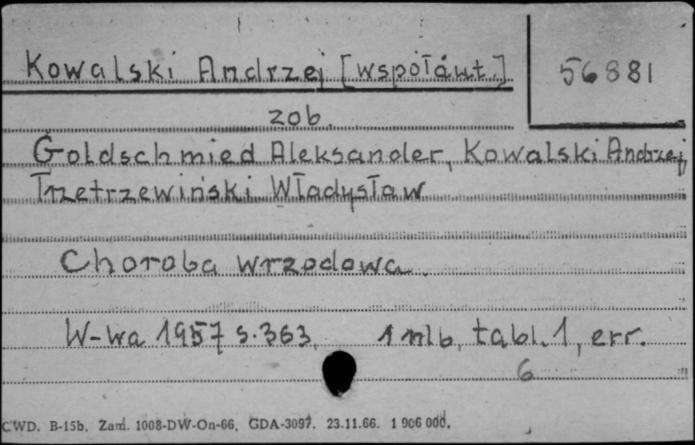 Kowalski Andrzej [współaut.]
56881
zob.
Goldschmied Aleksander, Kowalski Andrzej
Trzetrzewiński Władysław
Choroba wrzodowa.
W-wa 1957 s. 363, 1 nlb, tabl. 1, err.
6
CWD. B-15b. Zam. 1008-DW-On-66. GDA-3097. 23.11.66. 1 906 000.